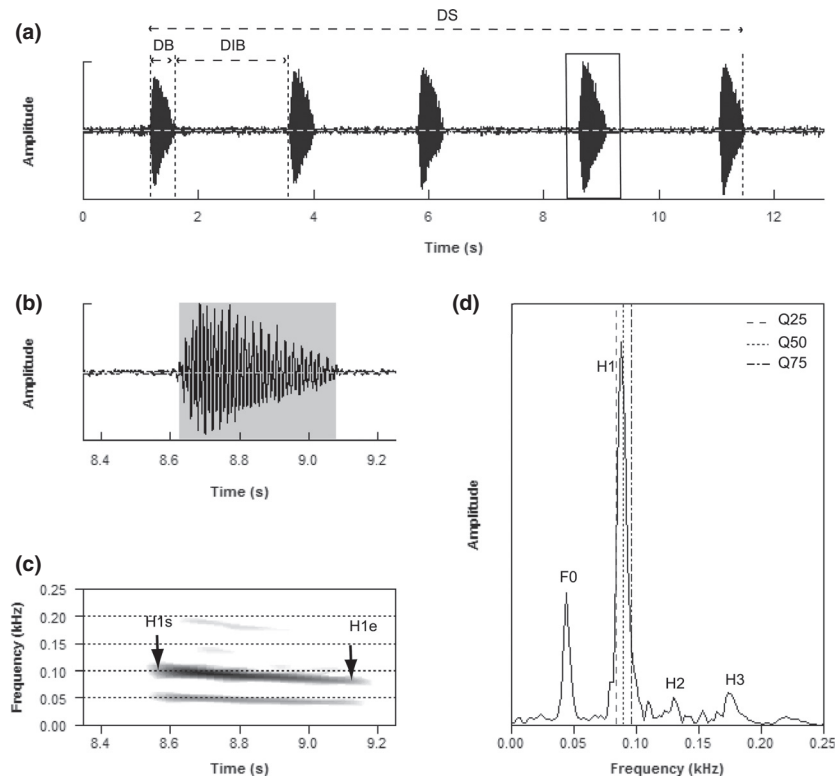 (a)
DS
DB DIB
Amplitude
0 2 4 6 8 10 12
Time (s)
(b)
Amplitude
8.4 8.6 8.8 9.0 9.2
Time (s)
(c)
Frequency (kHz)
0.25
0.20
0.15
0.10
0.05
0.00
H1s
H1e
8.4 8.6 8.8 9.0 9.2
Time (s)
(d)
Amplitude
Q25
Q50
Q75
H1
F0
H2
H3
0.00 0.05 0.10 0.15 0.20 0.25
Frequency (kHz)